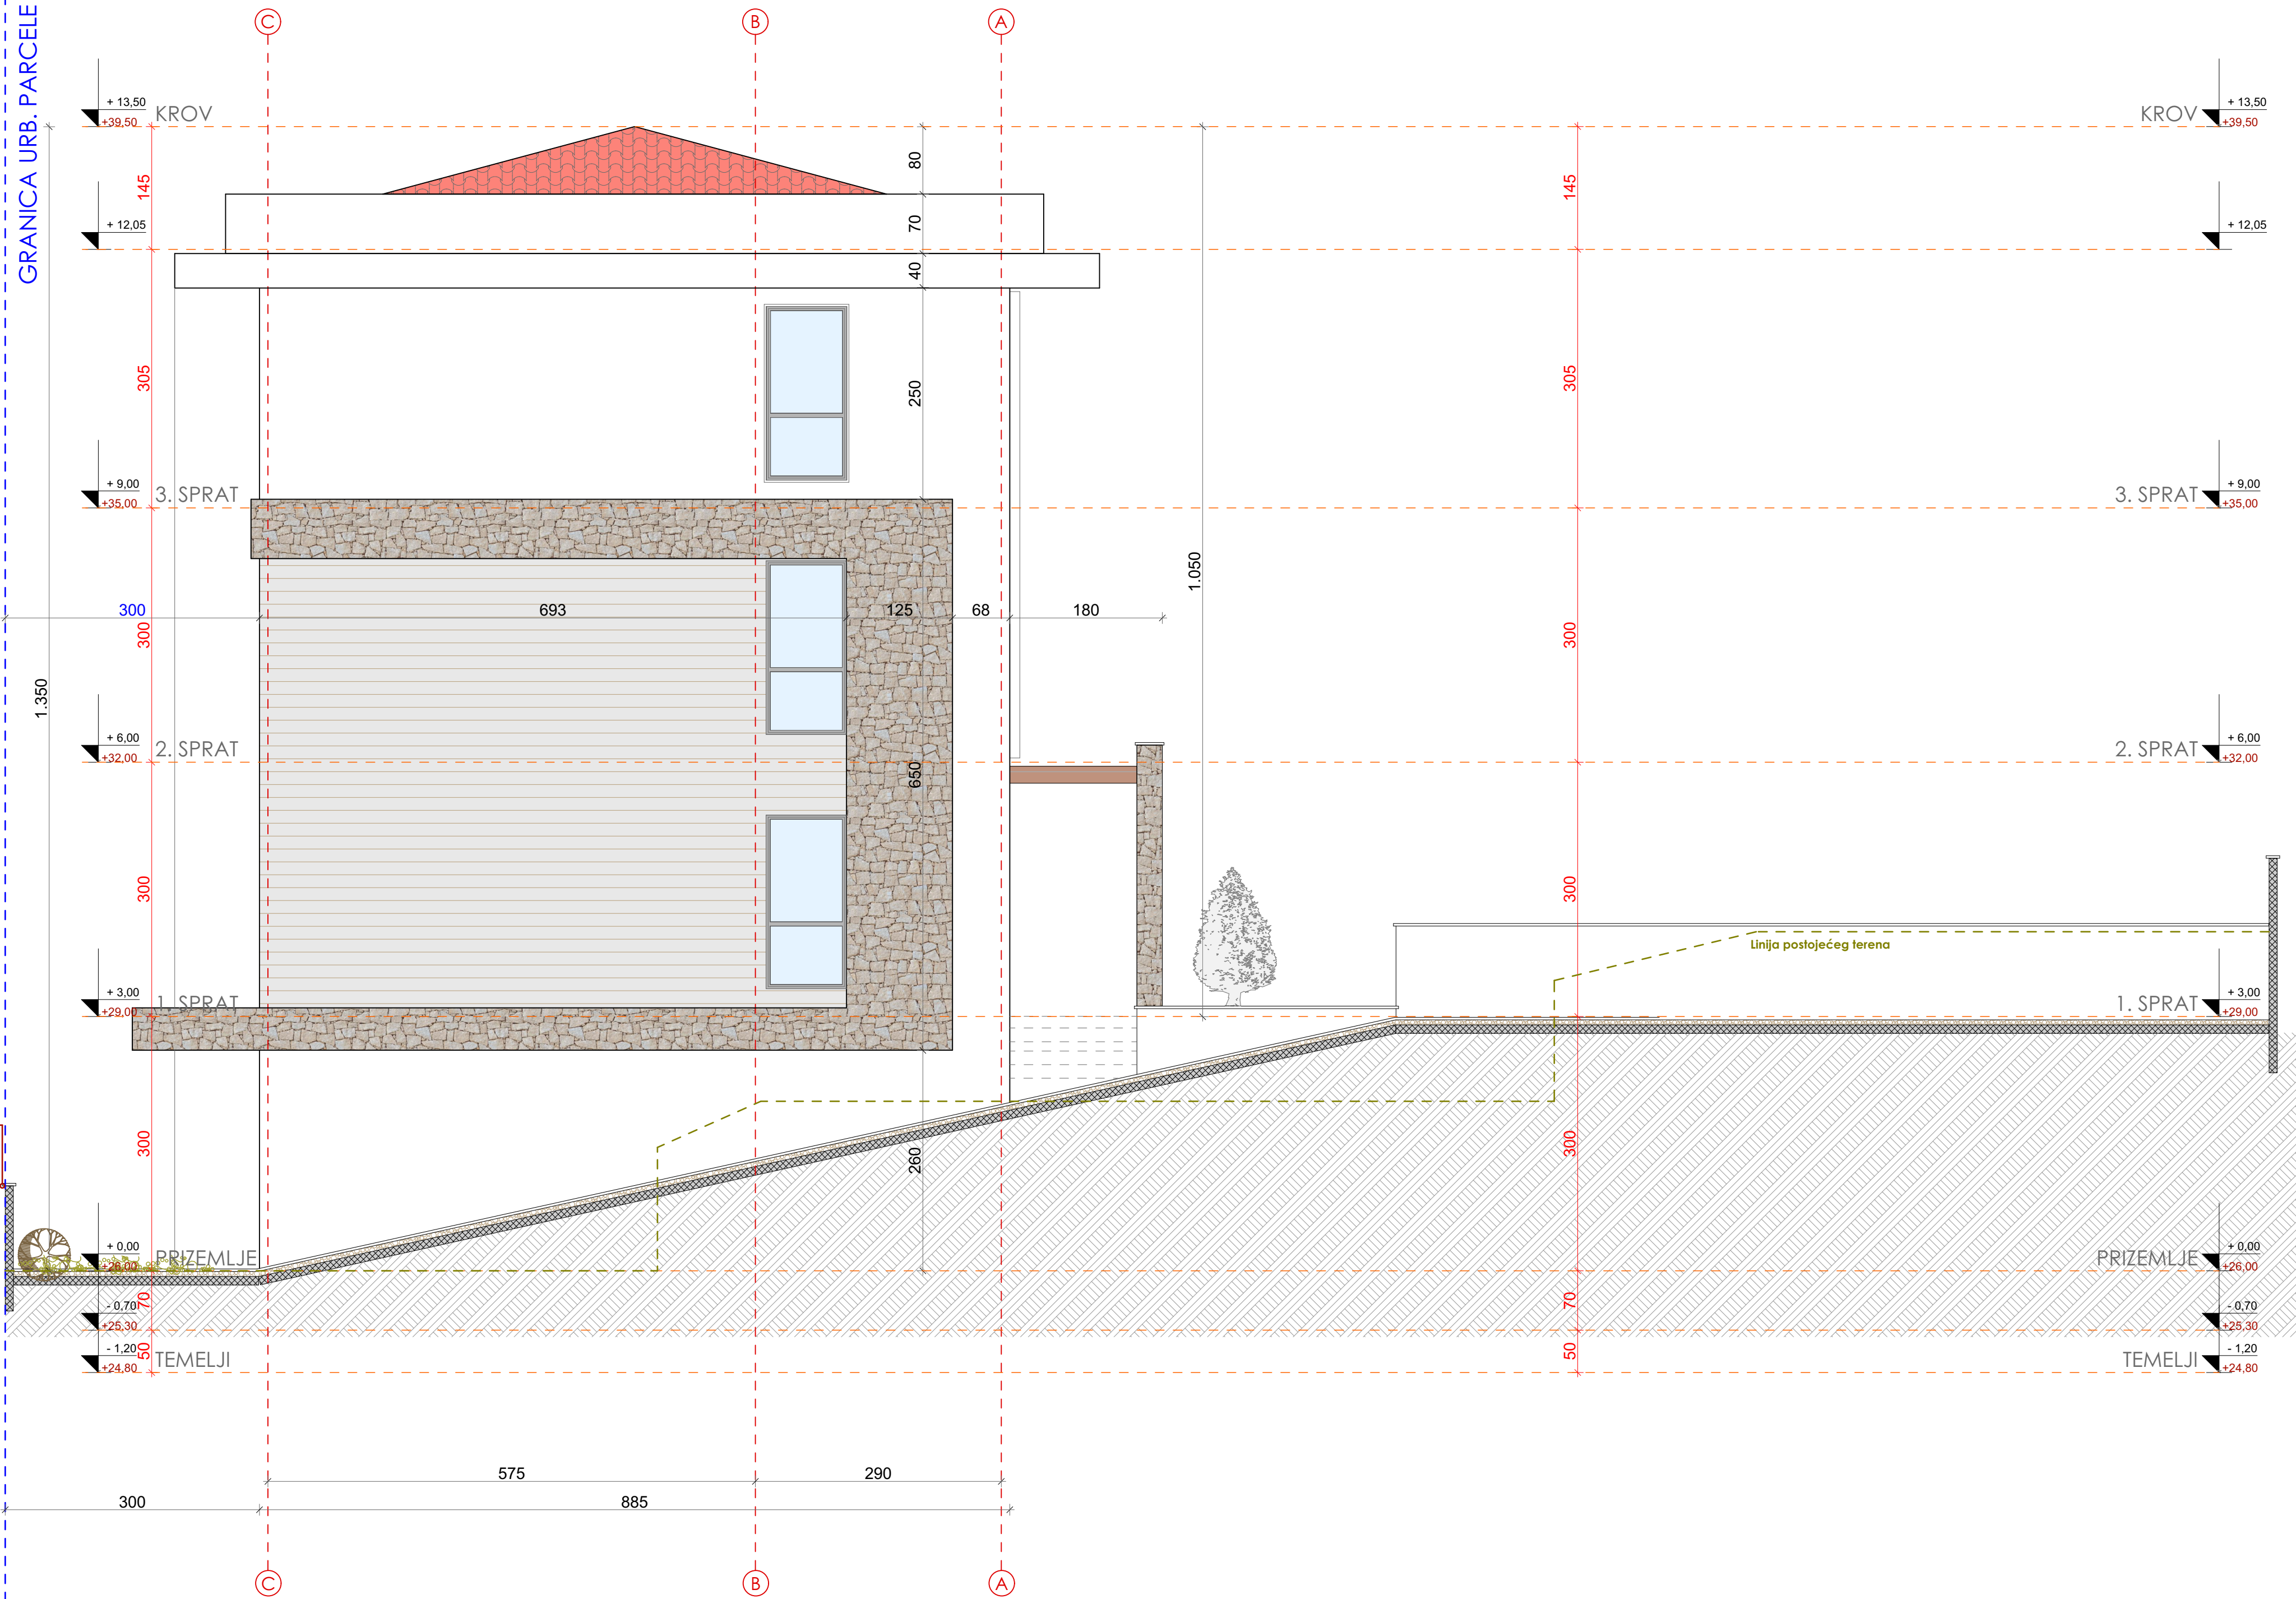 C B A
GRANICA URB. PARCELE
+ 13,50 KROV
+39,50
KROV + 13,50
+39,50
80
145
145
70
+ 12,05
+ 12,05
40
305
250
305
+ 9,00 3. SPRAT
+35,00
3. SPRAT + 9,00
+35,00
1.050
300 693 125 68 180
300
300
1.350
+ 6,00 2. SPRAT
+32,00
2. SPRAT + 6,00
+32,00
650
300
300
Linija postojećeg terena
+ 3,00 1. SPRAT
+29,00
1. SPRAT + 3,00
+29,00
300
260
300
+ 0,00 PRIZEMLJE
+26,00
PRIZEMLJE + 0,00
+26,00
70
70
- 0,70
+25,30
- 0,70
+25,30
50
50
- 1,20 TEMELJI
+24,80
TEMELJI - 1,20
+24,80
575 290
300 885
C B A